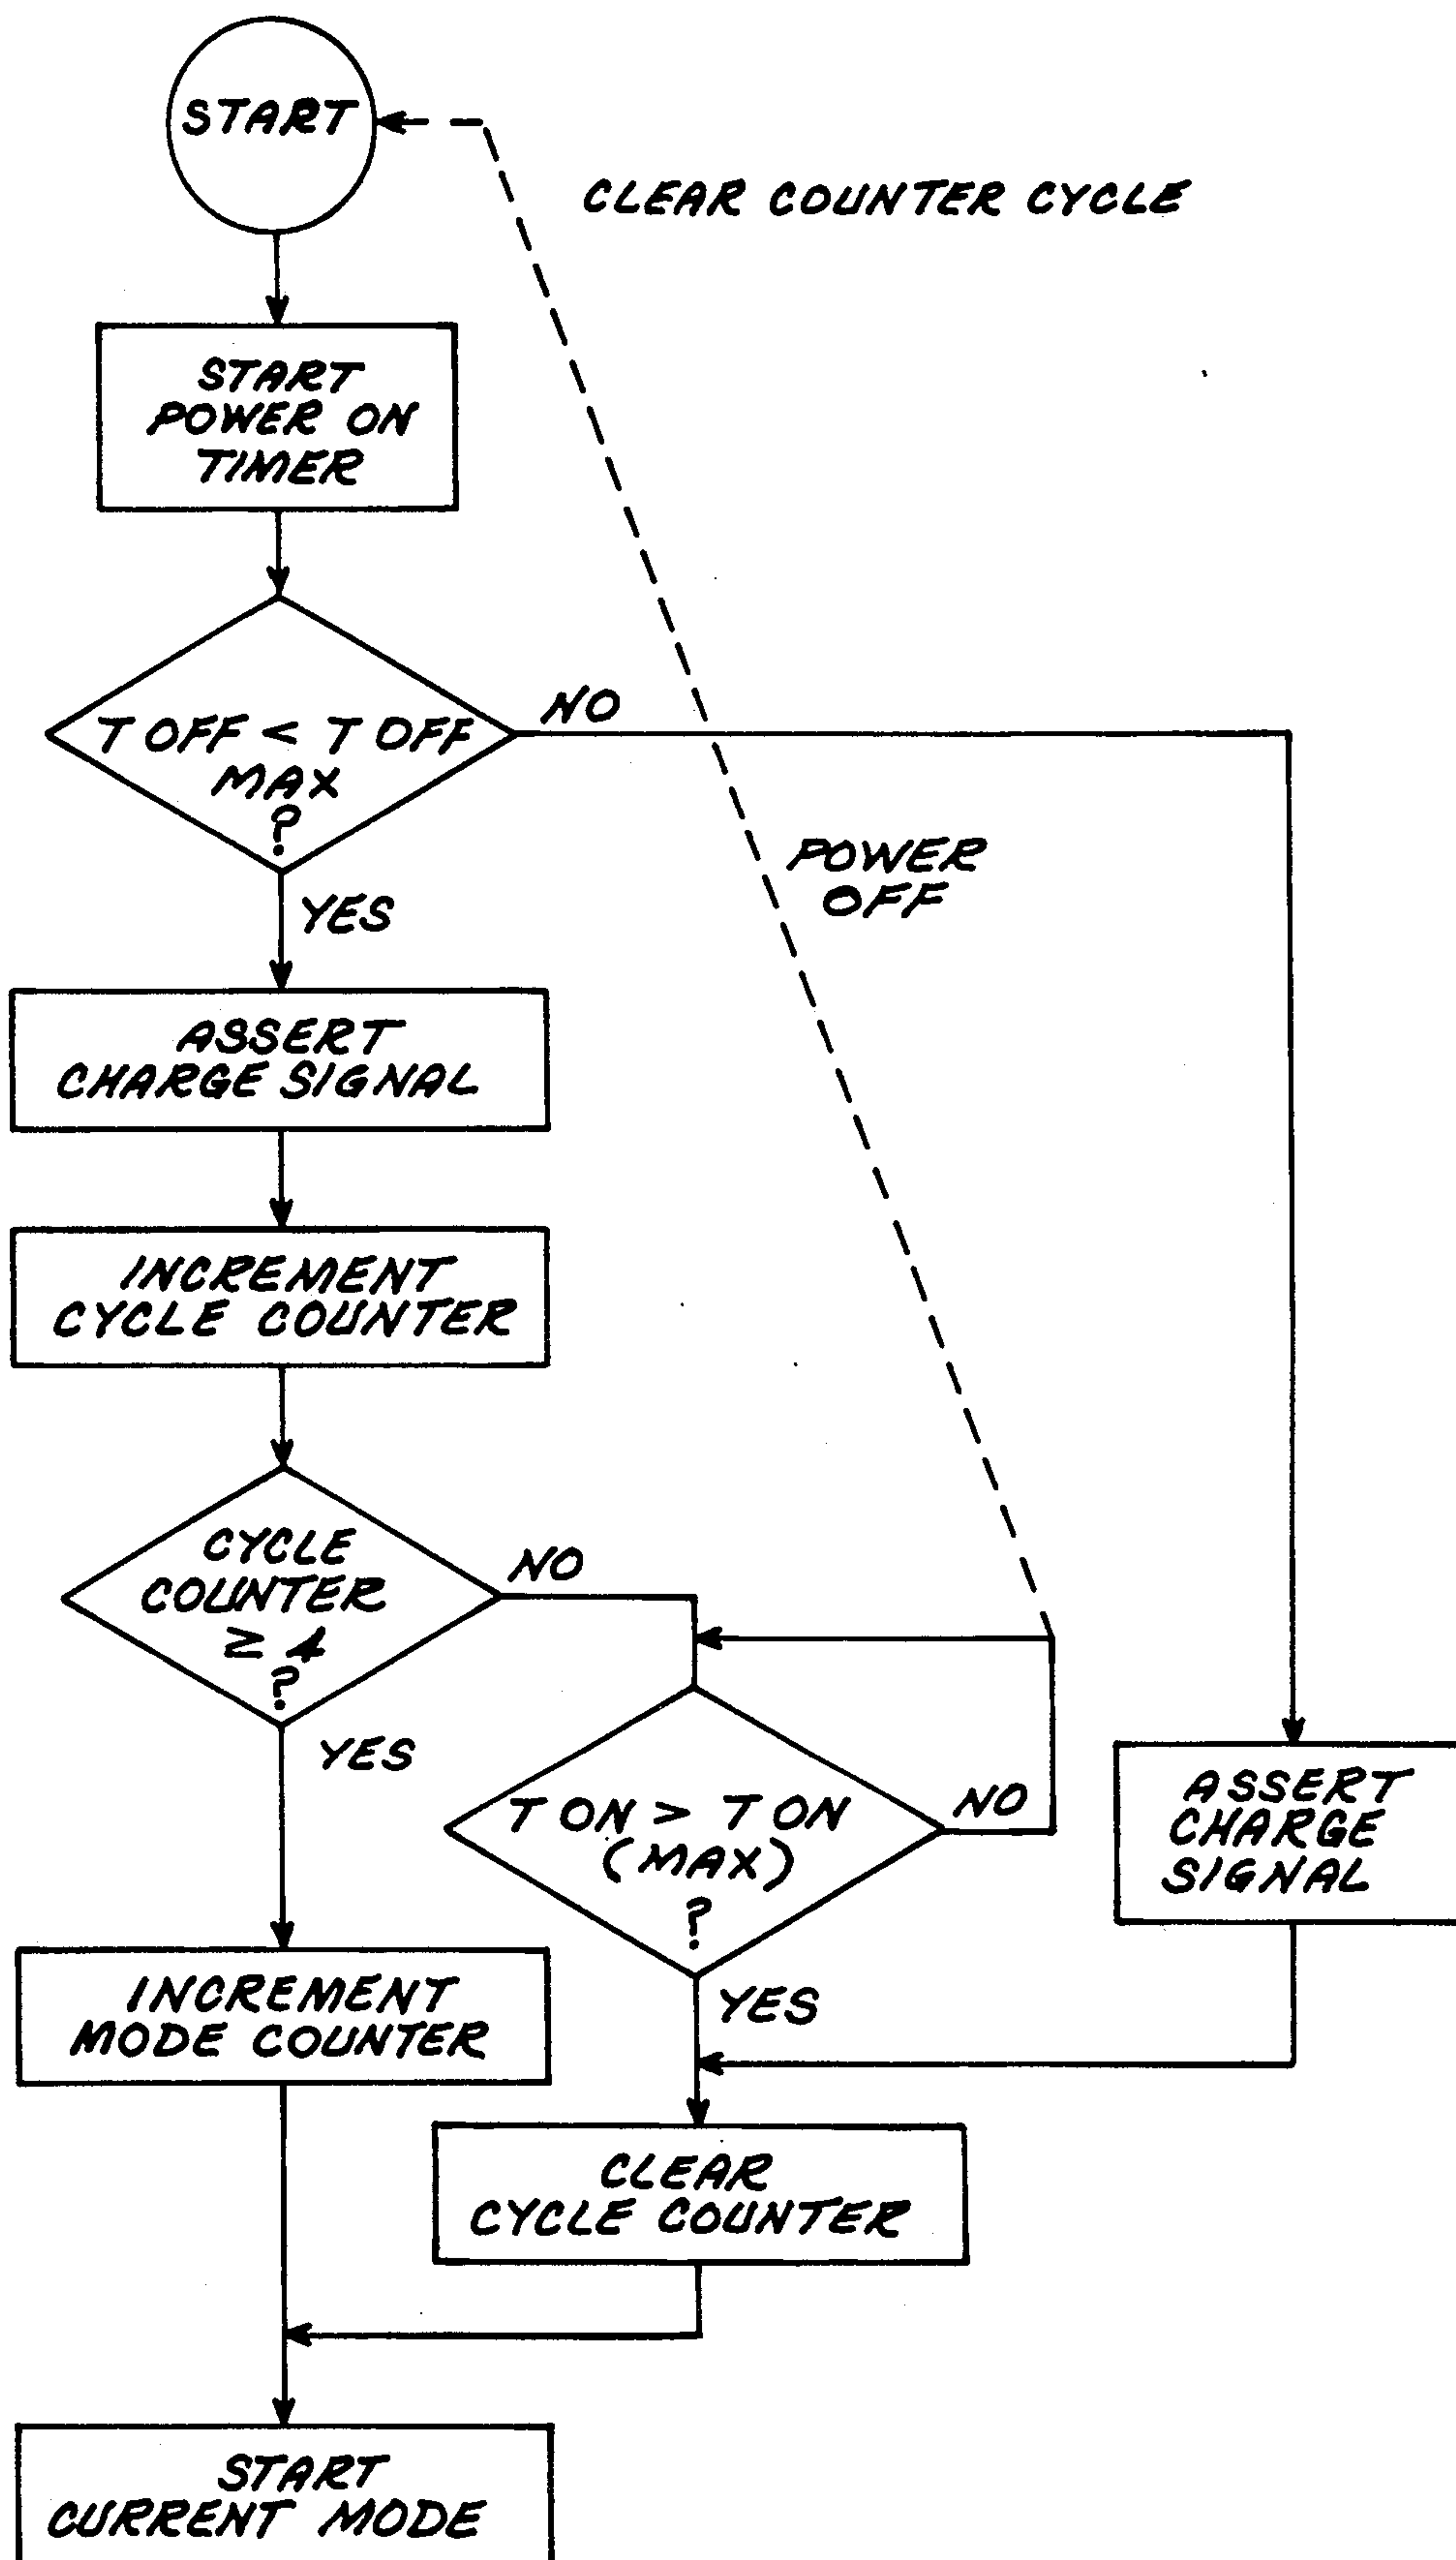 START
CLEAR COUNTER CYCLE
START
POWER ON
TIMER
T OFF < T OFF
MAX
?
NO
YES
POWER
OFF
ASSERT
CHARGE SIGNAL
INCREMENT
CYCLE COUNTER
CYCLE
COUNTER
≥ 4
?
NO
YES
T ON > T ON
(MAX)
?
NO
YES
ASSERT
CHARGE
SIGNAL
INCREMENT
MODE COUNTER
CLEAR
CYCLE COUNTER
START
CURRENT MODE